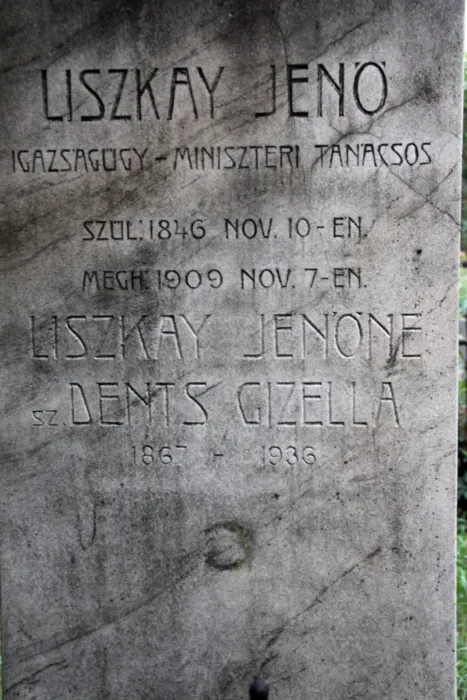 LISZKAY JENŐ
IGAZSÁGÜGY-MINISZTERI TANÁCSOS
SZÜL. 1846 NOV. 10-ÉN.
MEGH. 1909 NOV. 7-ÉN.
LISZKAY JENŐNÉ
SZ. DENTS GIZELLA
1867 - 1936